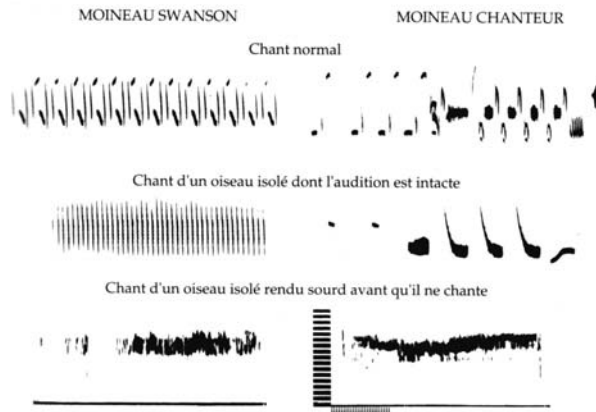 MOINEAU SWANSON MOINEAU CHANTEUR
Chant normal
Chant d'un oiseau isolé dont l'audition est intacte
Chant d'un oiseau isolé rendu sourd avant qu'il ne chante